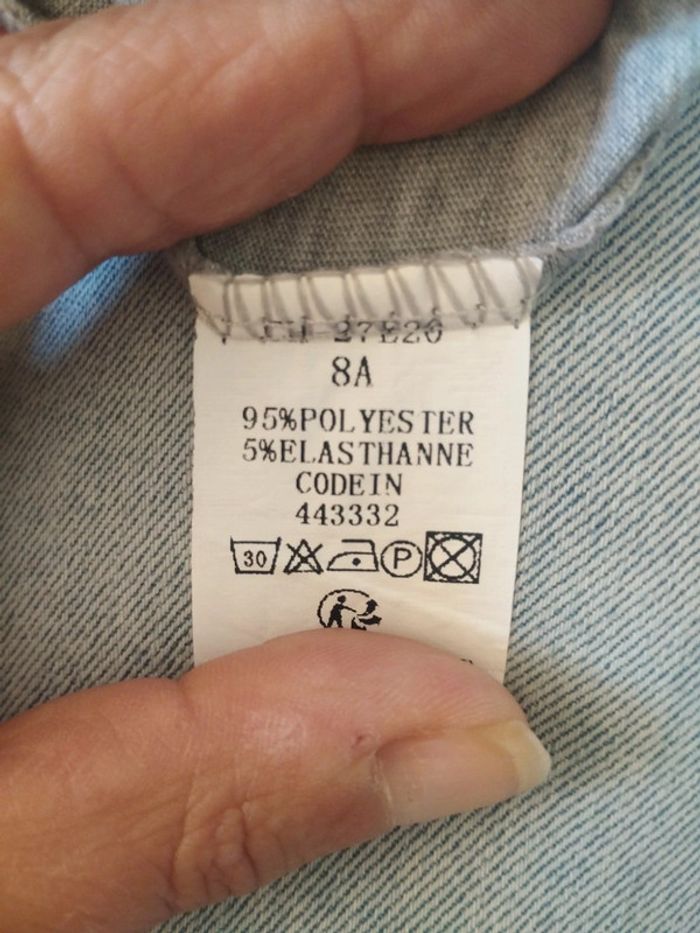 8A
95%POLYESTER
5%ELASTHANNE
CODEIN
443332
30 P